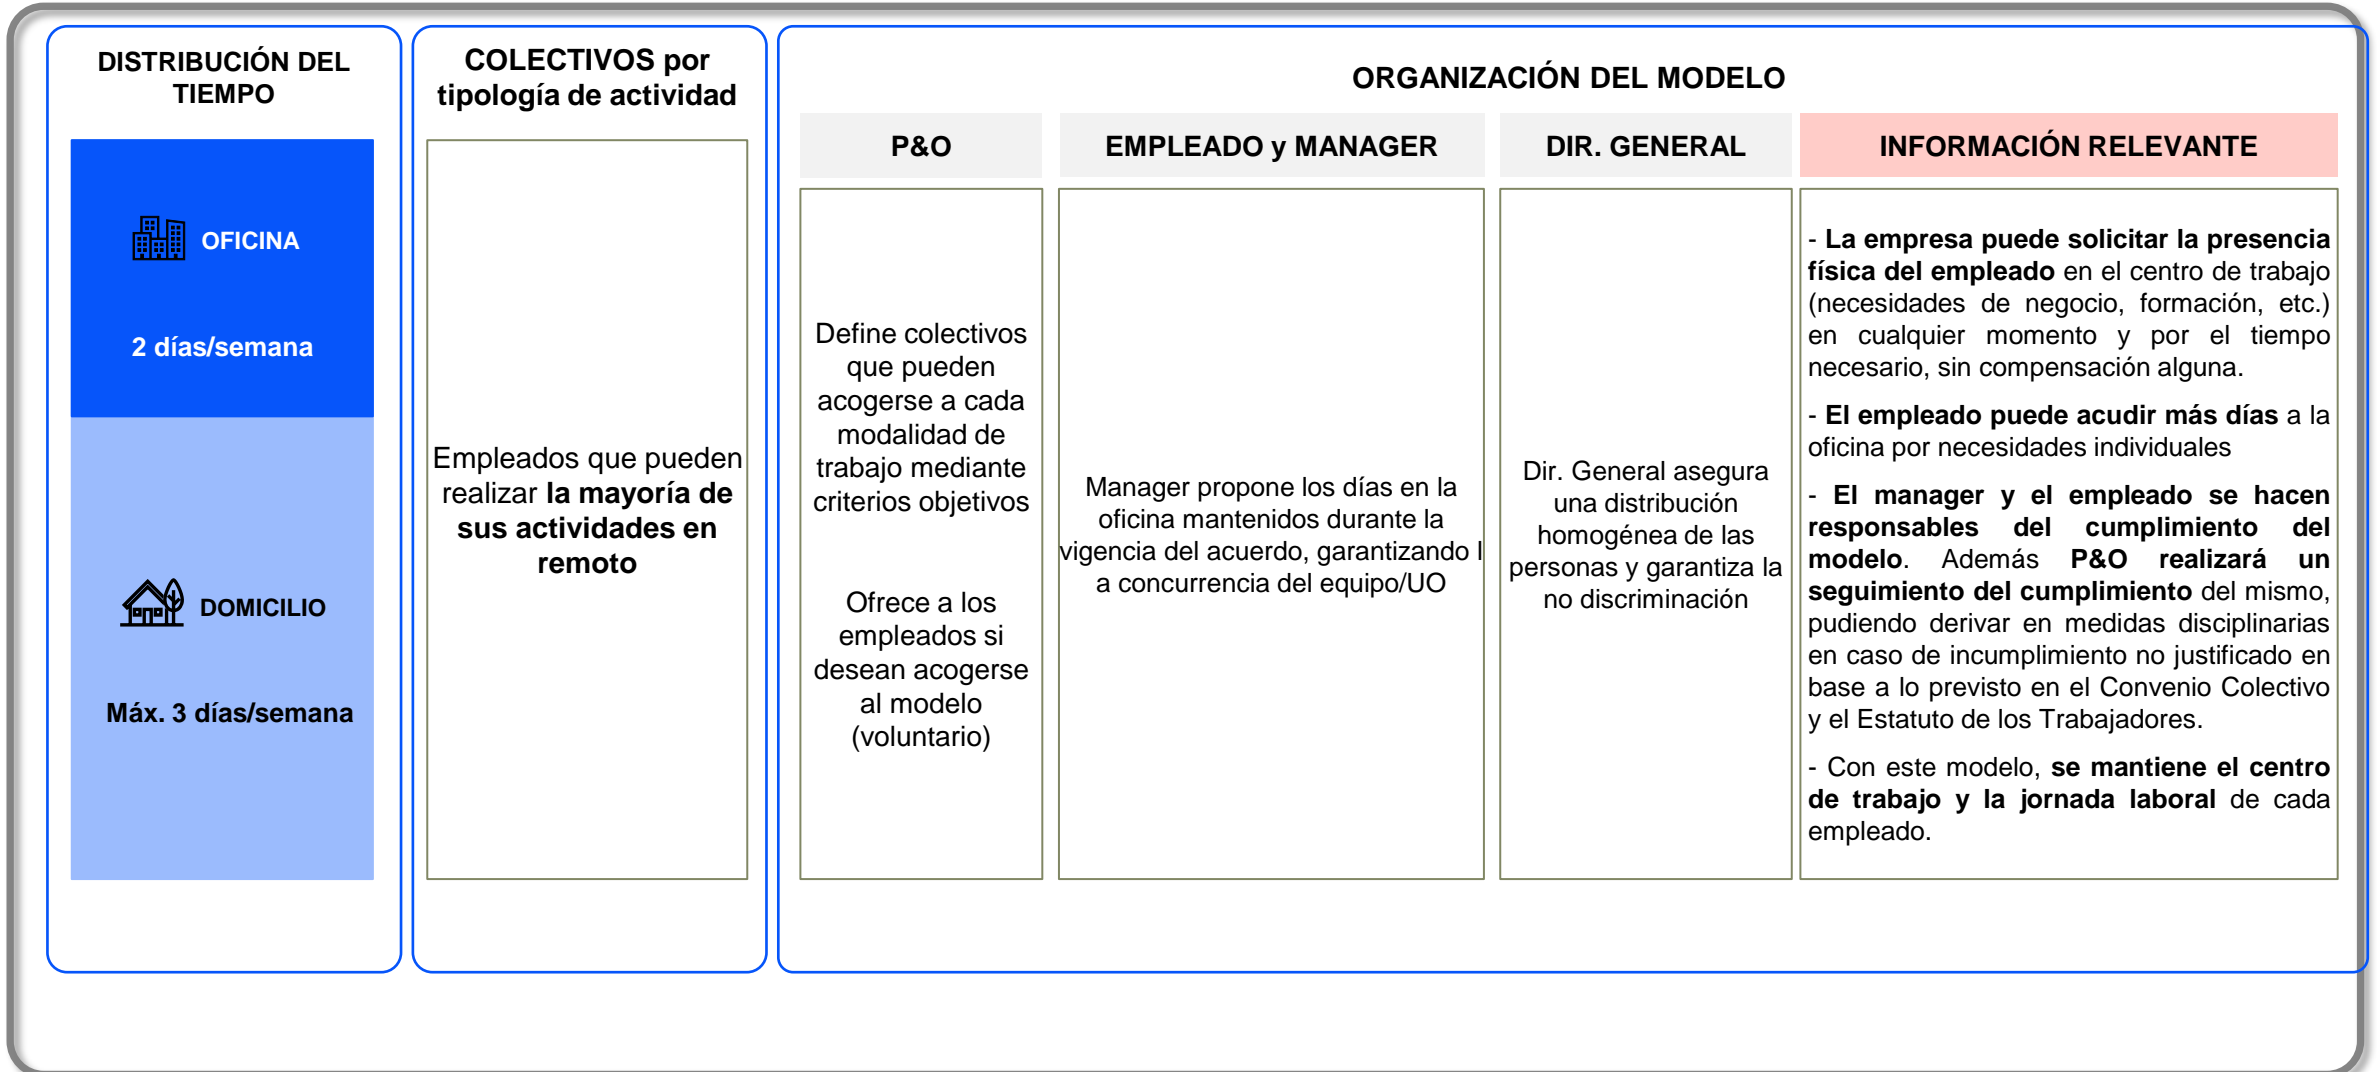 DISTRIBUCIÓN DEL
TIEMPO
OFICINA
2 días/semana
DOMICILIO
Máx. 3 días/semana
COLECTIVOS por
tipología de actividad
Empleados que pueden
realizar la mayoría de
sus actividades en
remoto
ORGANIZACIÓN DEL MODELO
P&O
Define colectivos
que pueden
acogerse a cada
modalidad de
trabajo mediante
criterios objetivos
Ofrece a los
empleados si
desean acogerse
al modelo
(voluntario)
EMPLEADO y MANAGER
Manager propone los días en la
oficina mantenidos durante la
vigencia del acuerdo, garantizando l
a concurrencia del equipo/UO
DIR. GENERAL
Dir. General asegura
una distribución
homogénea de las
personas y garantiza la
no discriminación
INFORMACIÓN RELEVANTE
- La empresa puede solicitar la presencia
física del empleado en el centro de trabajo
(necesidades de negocio, formación, etc.)
en cualquier momento y por el tiempo
necesario, sin compensación alguna.
- El empleado puede acudir más días a la
oficina por necesidades individuales
- El manager y el empleado se hacen
responsables del cumplimiento del
modelo. Además P&O realizará un
seguimiento del cumplimiento del mismo,
pudiendo derivar en medidas disciplinarias
en caso de incumplimiento no justificado en
base a lo previsto en el Convenio Colectivo
y el Estatuto de los Trabajadores.
- Con este modelo, se mantiene el centro
de trabajo y la jornada laboral de cada
empleado.